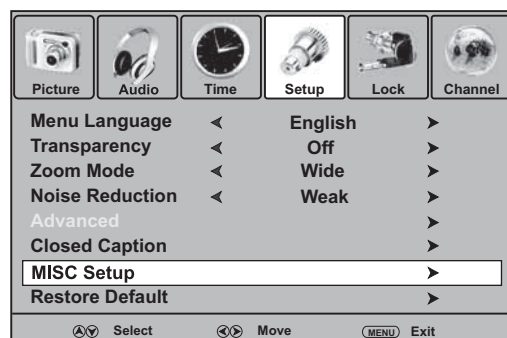 Picture Audio Time Setup Lock Channel
Menu Language English
Transparency Off
Zoom Mode Wide
Noise Reduction Weak
Advanced
Closed Caption
MISC Setup
Restore Default
Select Move MENU Exit